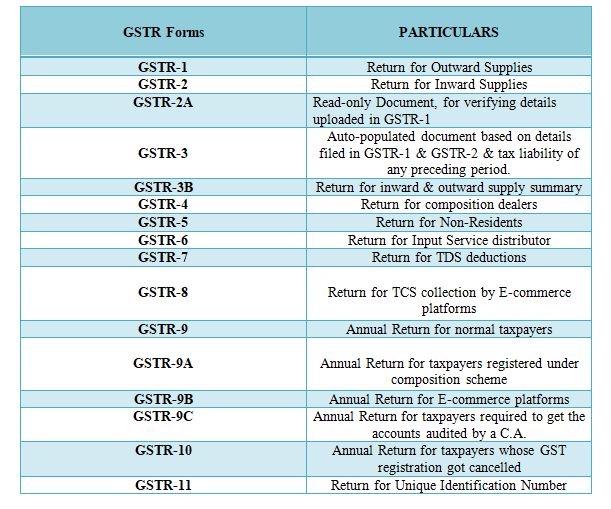 GSTR Forms PARTICULARS
GSTR-1 Return for Outward Supplies
GSTR-2 Return for Inward Supplies
GSTR-2A Read-only Document, for verifying details
uploaded in GSTR-1
Auto-populated document based on details
GSTR-3 filed in GSTR-1 & GSTR-2 & tax liability of
any preceding period.
GSTR-3B Return for inward & outward supply summary
GSTR-4 Return for composition dealers
GSTR-5 Return for Non-Residents
GSTR-6 Return for Input Service distributor
GSTR-7 Return for TDS deductions
GSTR-8 Return for TCS collection by E-commerce
platforms
GSTR-9 Annual Return for normal taxpayers
GSTR-9A Annual Return for taxpayers registered under
composition scheme
GSTR-9B Annual Return for E-commerce platforms
GSTR-9C Annual Return for taxpayers required to get the
accounts audited by a C.A.
GSTR-10 Annual Return for taxpayers whose GST
registration got cancelled
GSTR-11 Return for Unique Identification Number